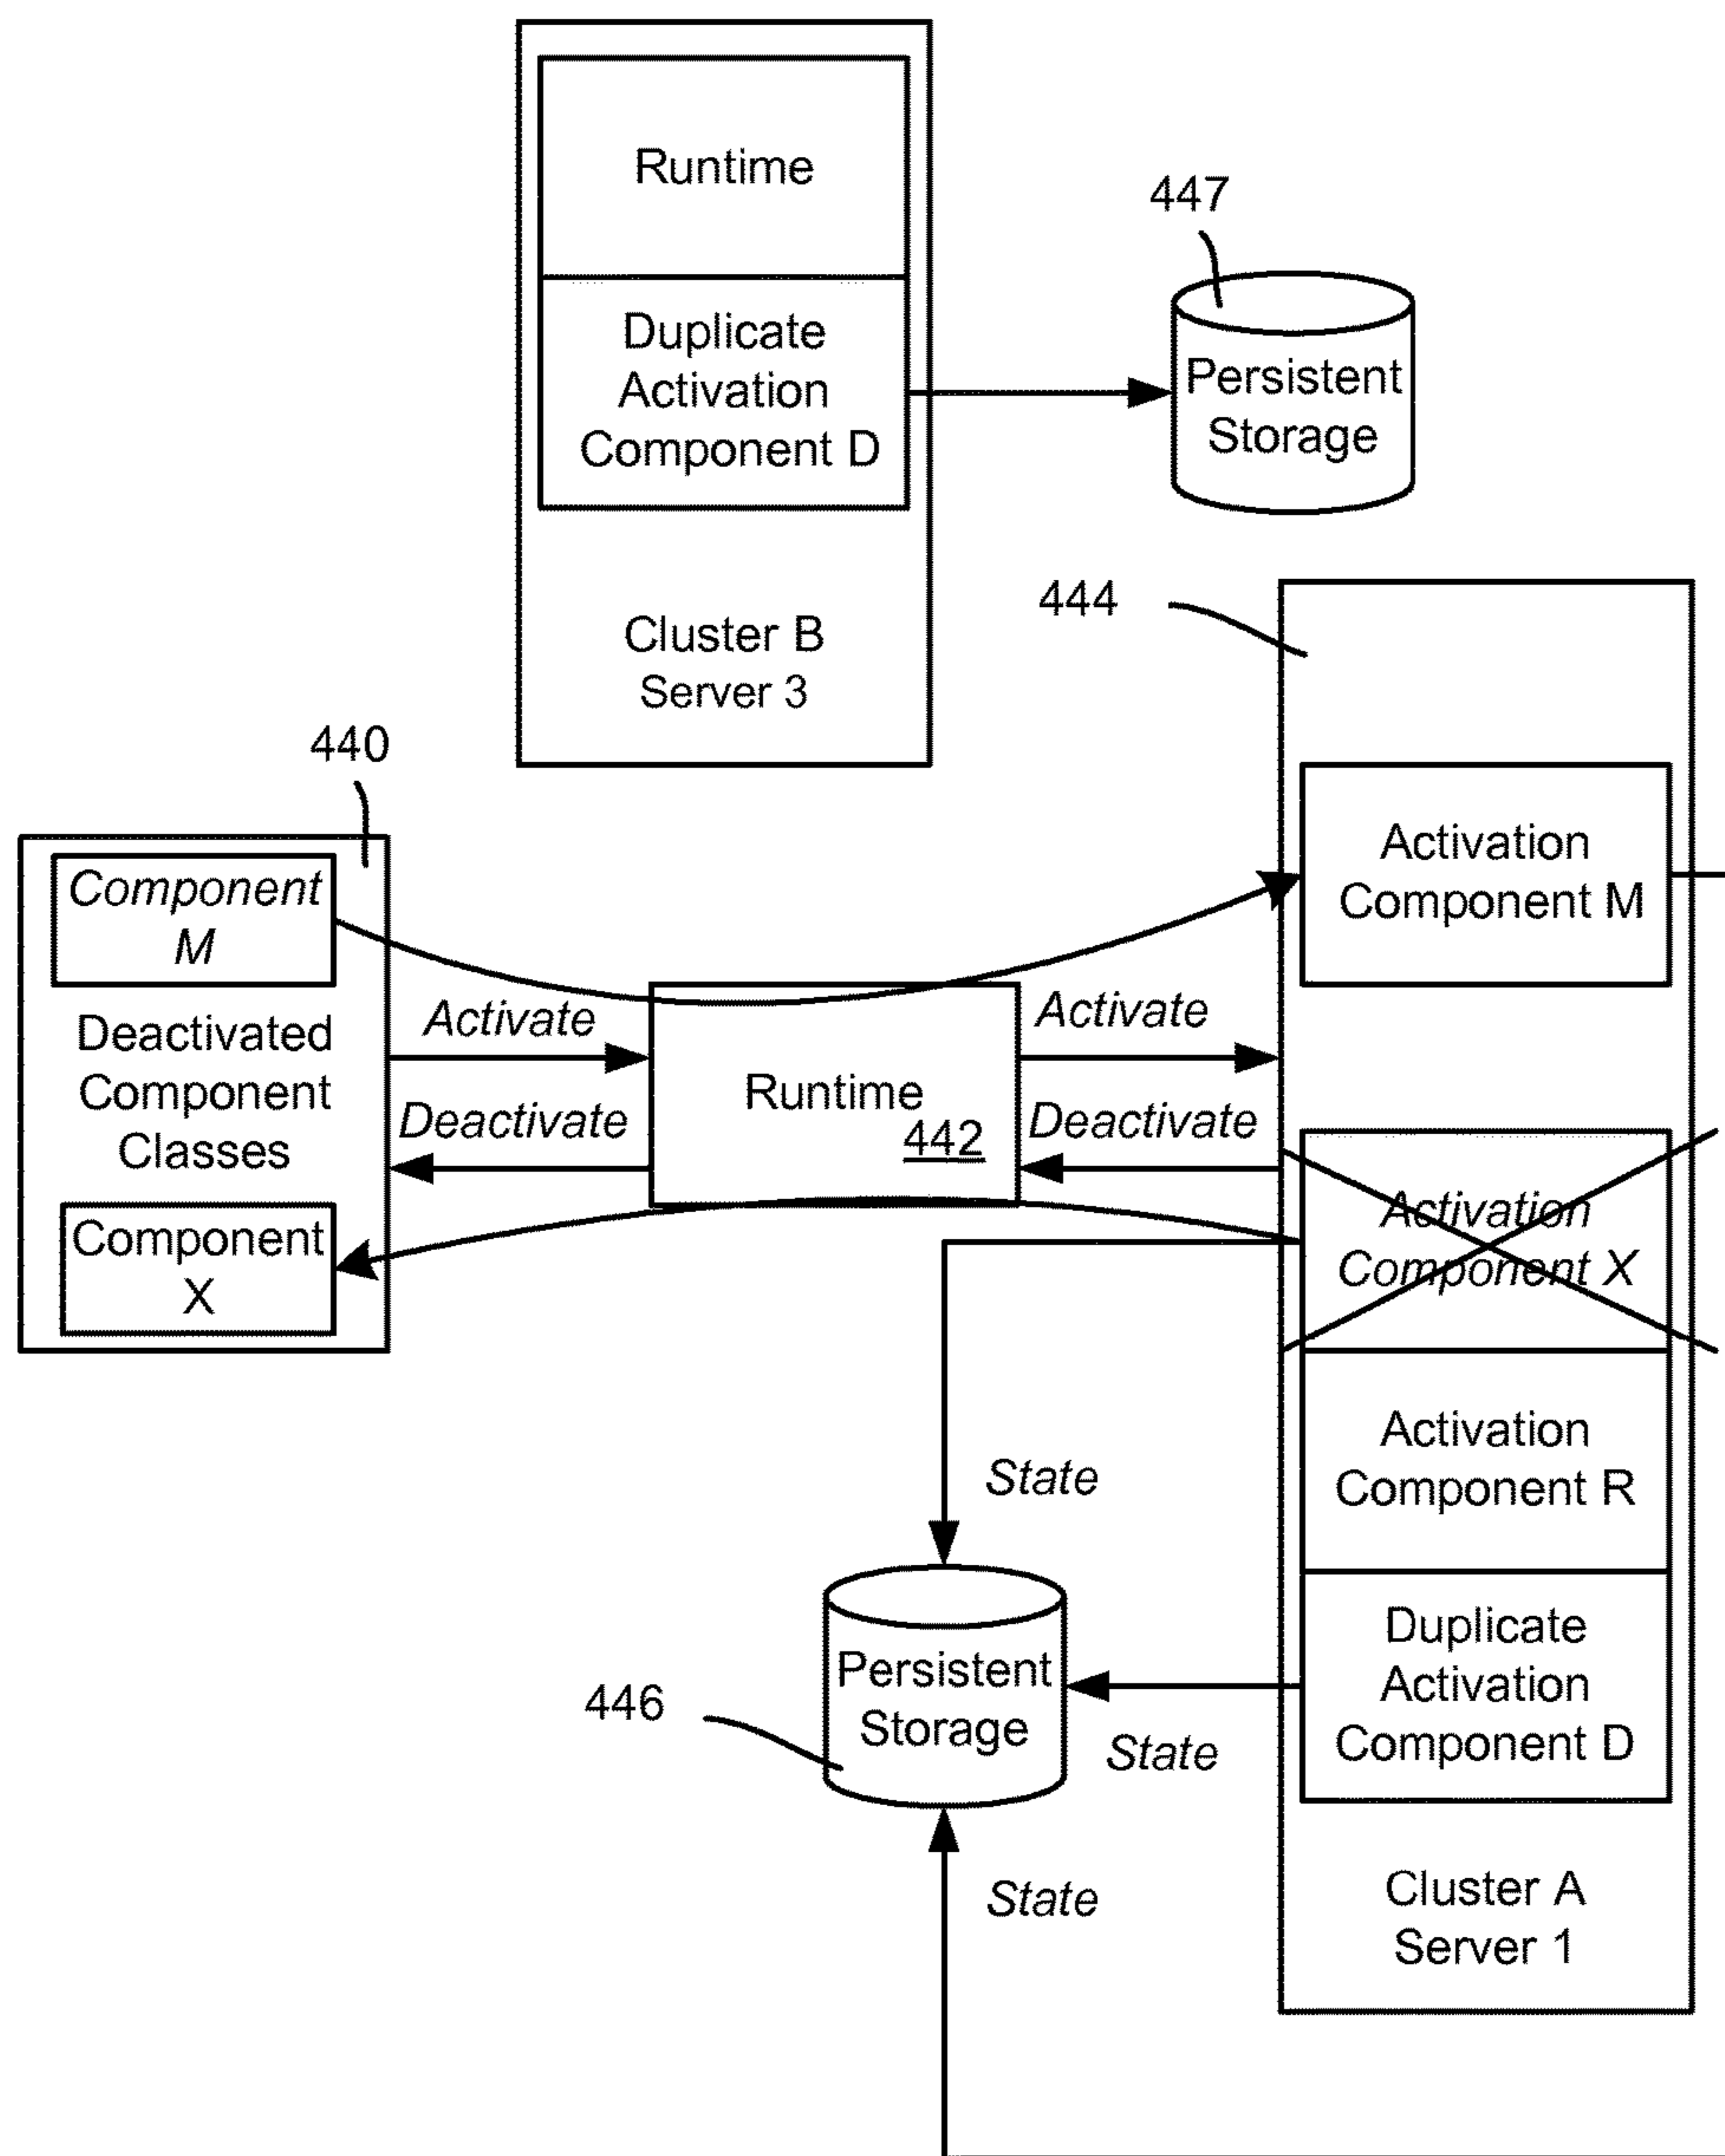 Runtime
Duplicate
Activation
Component D
Cluster B
Server 3
447
Persistent
Storage
444
440
Component
M
Deactivated
Component
Classes
Component
X
Activate
Deactivate
Runtime
442
Activate
Deactivate
Activation
Component M
Activation
Component X
Activation
Component R
Duplicate
Activation
Component D
Cluster A
Server 1
State
Persistent
Storage
446
State
State